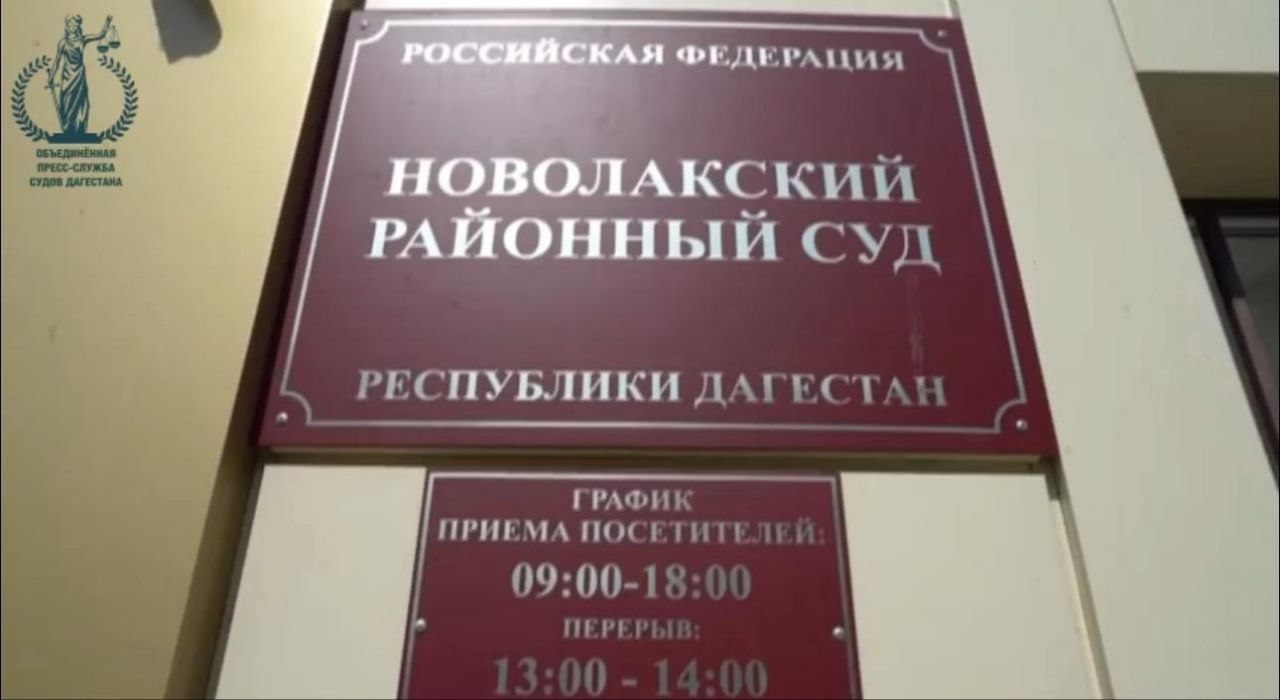 ОБЪЕДИНЁННАЯ
ПРЕСС-СЛУЖБА
СУДОВ ДАГЕСТАНА
РОССИЙСКАЯ ФЕДЕРАЦИЯ
НОВОЛАКСКИЙ
РАЙОННЫЙ СУД
РЕСПУБЛИКИ ДАГЕСТАН
ГРАФИК
ПРИЕМА ПОСЕТИТЕЛЕЙ:
09:00-18:00
ПЕРЕРЫВ:
13:00 - 14:00